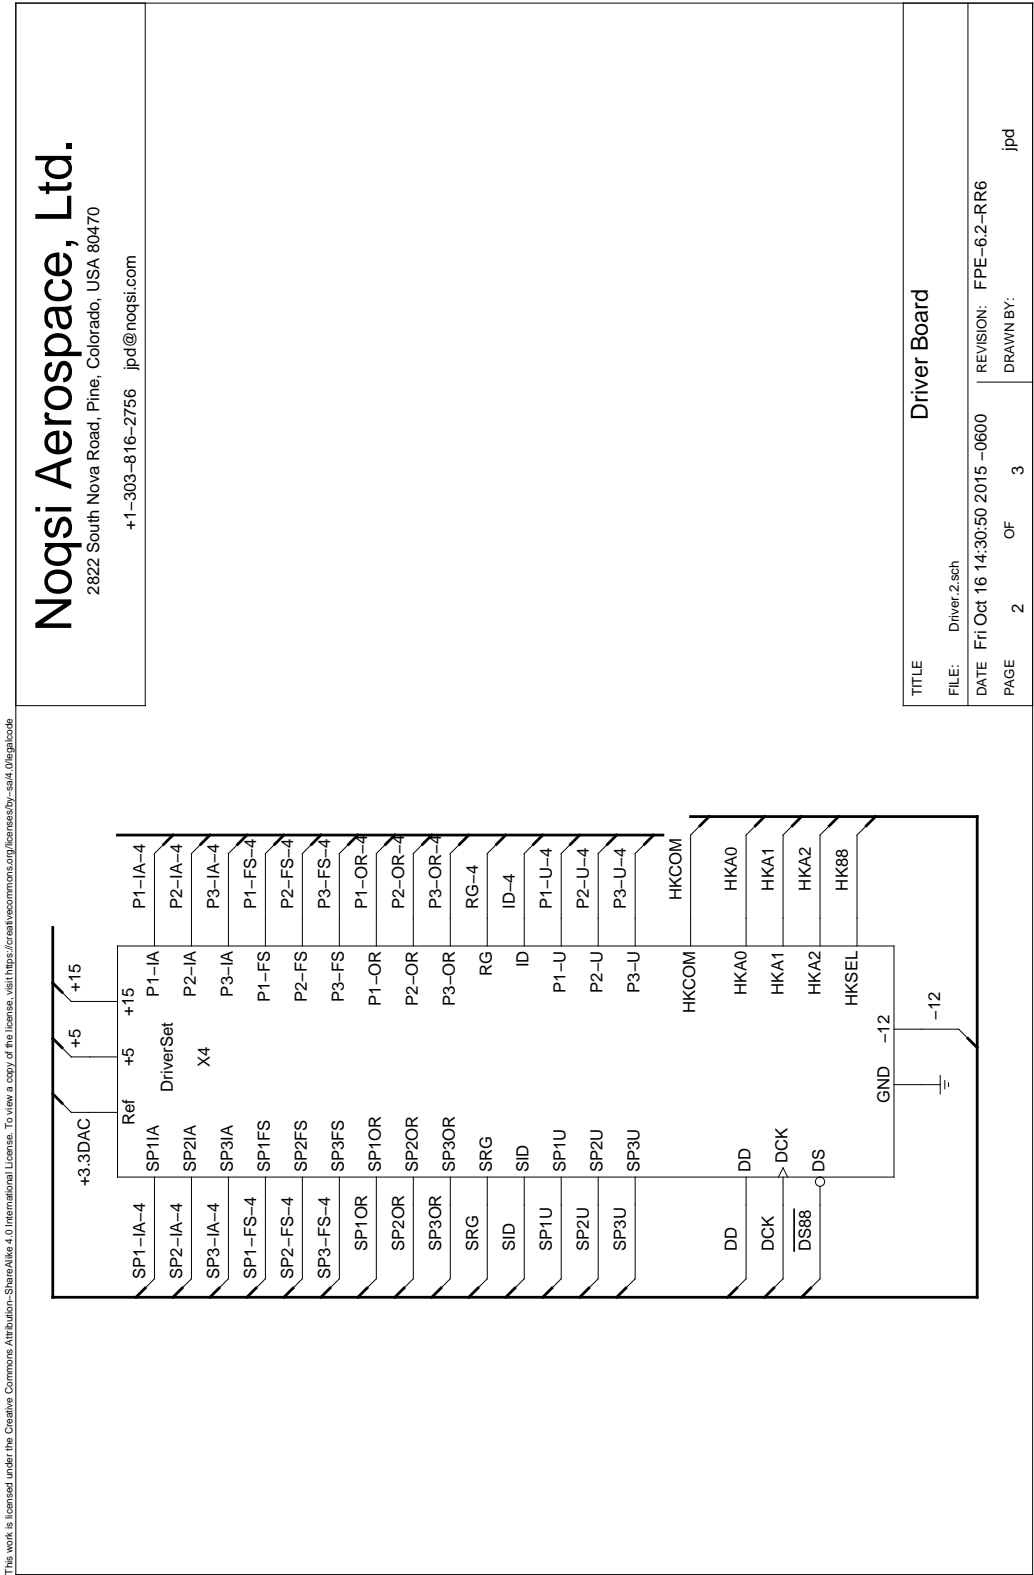 This work is licensed under the Creative Commons Attribution−ShareAlike 4.0 International License. To view a copy of the license, visit https://creativecommons.org/licenses/by−sa/4.0/legalcode
Noqsi Aerospace, Ltd.
2822 South Nova Road, Pine, Colorado, USA 80470
+1−303−816−2756 jpd@noqsi.com
+3.3DAC
+5
+15
Ref
+5
+15
DriverSet
X4
SP1−IA−4 SP1IA P1−IA P1−IA−4
SP2−IA−4 SP2IA P2−IA P2−IA−4
SP3−IA−4 SP3IA P3−IA P3−IA−4
SP1−FS−4 SP1FS P1−FS P1−FS−4
SP2−FS−4 SP2FS P2−FS P2−FS−4
SP3−FS−4 SP3FS P3−FS P3−FS−4
SP1OR SP1OR P1−OR P1−OR−4
SP2OR SP2OR P2−OR P2−OR−4
SP3OR SP3OR P3−OR P3−OR−4
SRG SRG RG RG−4
SID SID ID ID−4
SP1U SP1U P1−U P1−U−4
SP2U SP2U P2−U P2−U−4
SP3U SP3U P3−U P3−U−4
HKCOM HKCOM
DD DD HKA0 HKA0
DCK DCK HKA1 HKA1
DS88 DS HKA2 HKA2
HKSEL HK88
GND −12
−12
TITLE
Driver Board
FILE: Driver.2.sch
DATE Fri Oct 16 14:30:50 2015 −0600
REVISION: FPE−6.2−RR6
PAGE 2 OF 3
DRAWN BY: jpd